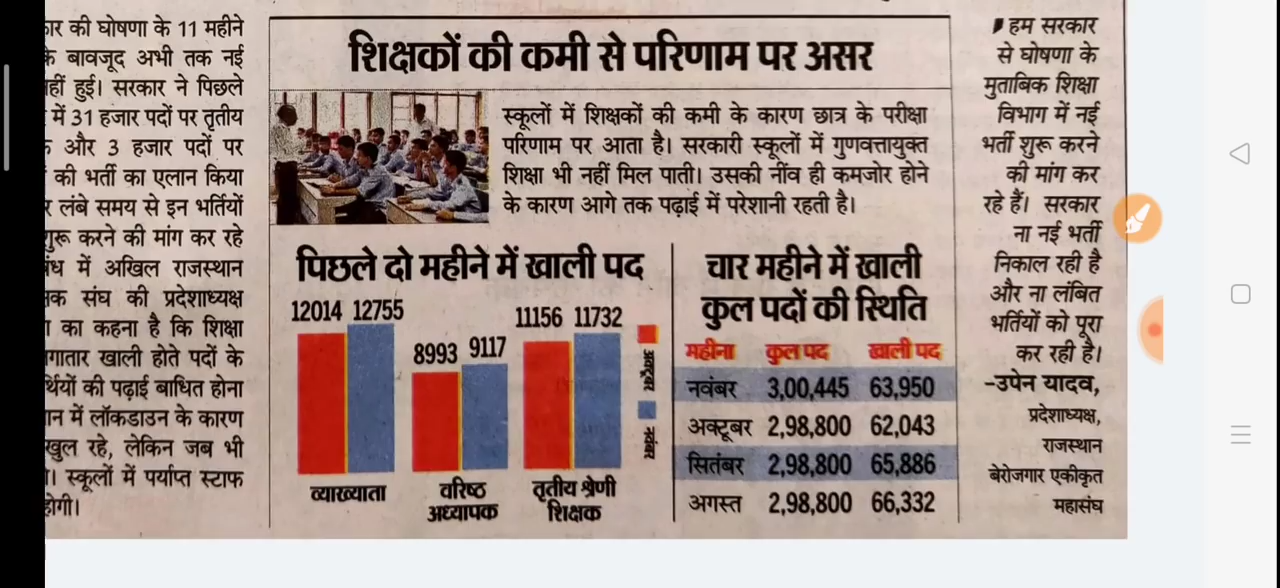 कार की घोषणा के 11 महीने
के बावजूद अभी तक नई
नहीं हुई। सरकार ने पिछले
में 31 हजार पदों पर तृतीय
और 3 हजार पदों पर
की भर्ती का एलान किया
लंबे समय से इन भर्तियों
शुरू करने की मांग कर रहे
में अखिल राजस्थान
संघ की प्रदेशाध्यक्ष
का कहना है कि शिक्षा
लगातार खाली होते पदों के
की पढ़ाई बाधित होना
में लॉकडाउन के कारण
खुल रहे, लेकिन जब भी
स्कूलों में पर्याप्त स्टाफ
होगी।
शिक्षकों की कमी से परिणाम पर असर
स्कूलों में शिक्षकों की कमी के कारण छात्र के परीक्षा
परिणाम पर आता है। सरकारी स्कूलों में गुणवत्तायुक्त
शिक्षा भी नहीं मिल पाती। उसकी नींव ही कमजोर होने
के कारण आगे तक पढ़ाई में परेशानी रहती है।
पिछले दो महीने में खाली पद
12014 12755
8993 9117
11156 11732
अक्टूबर
नवंबर
व्याख्याता
वरिष्ठ
अध्यापक
तृतीय श्रेणी
शिक्षक
चार महीने में खाली
कुल पदों की स्थिति
महीना कुल पद खाली पद
नवंबर 3,00,445 63,950
अक्टूबर 2,98,800 62,043
सितंबर 2,98,800 65,886
अगस्त 2,98,800 66,332
हम सरकार
से घोषणा के
मुताबिक शिक्षा
विभाग में नई
भर्ती शुरू करने
की मांग कर
रहे हैं। सरकार
ना नई भर्ती
निकाल रही है
और ना लंबित
भर्तियों को पूरा
कर रही है।
-उपेन यादव,
प्रदेशाध्यक्ष,
राजस्थान
बेरोजगार एकीकृत
महासंघ